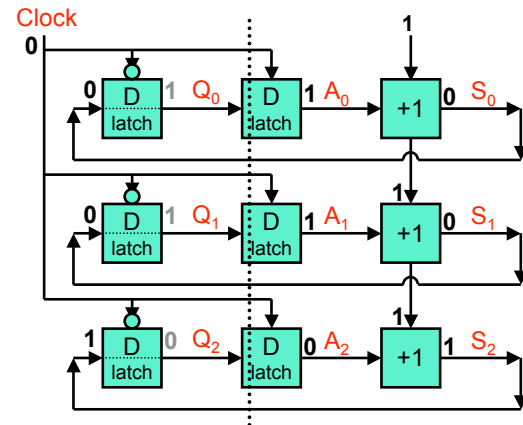 Clock
0 1
0 D latch 1 Q0 D latch 1 A0 +1 0 S0
1
0 D latch 1 Q1 D latch 1 A1 +1 0 S1
1
1 D latch 0 Q2 D latch 0 A2 +1 1 S2